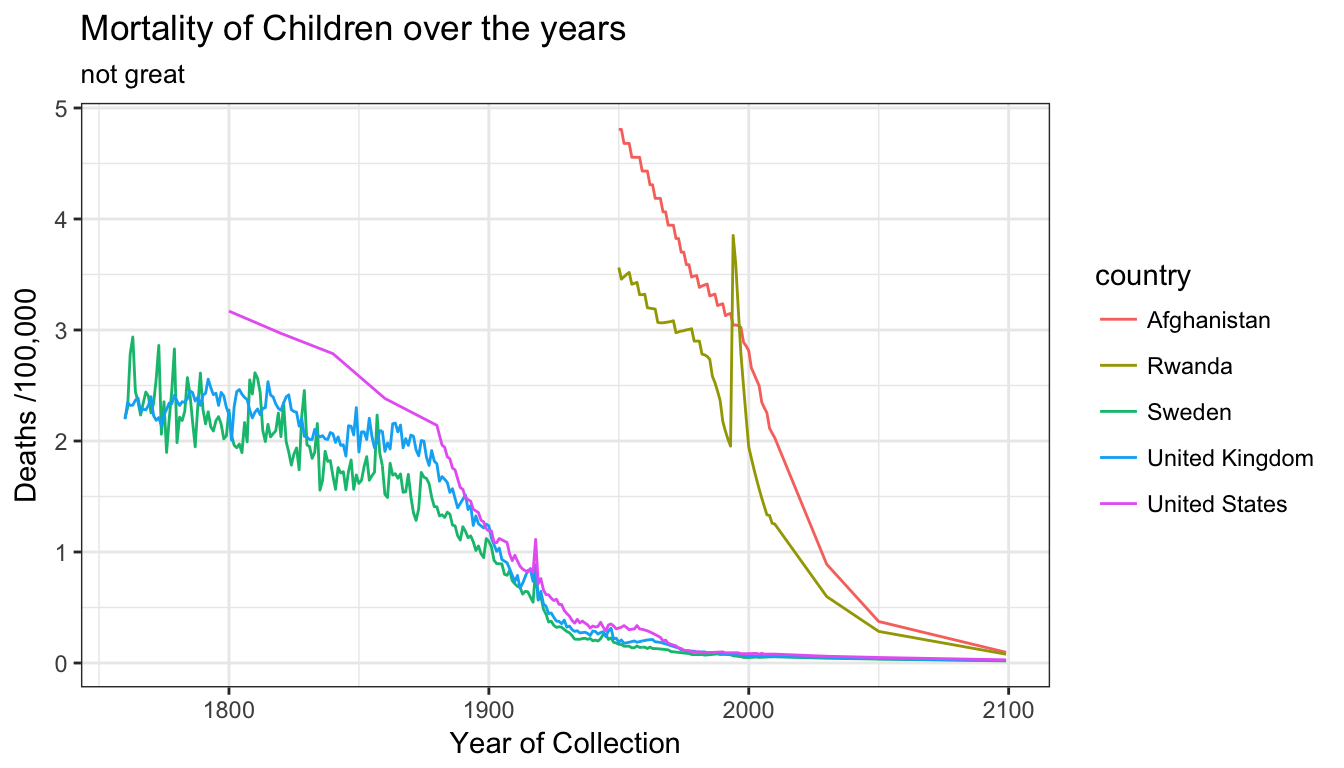 Mortality of Children over the years
not great
Deaths /100,000
5
4
3
2
1
0
1800
1900
2000
2100
Year of Collection
country
Afghanistan
Rwanda
Sweden
United Kingdom
United States